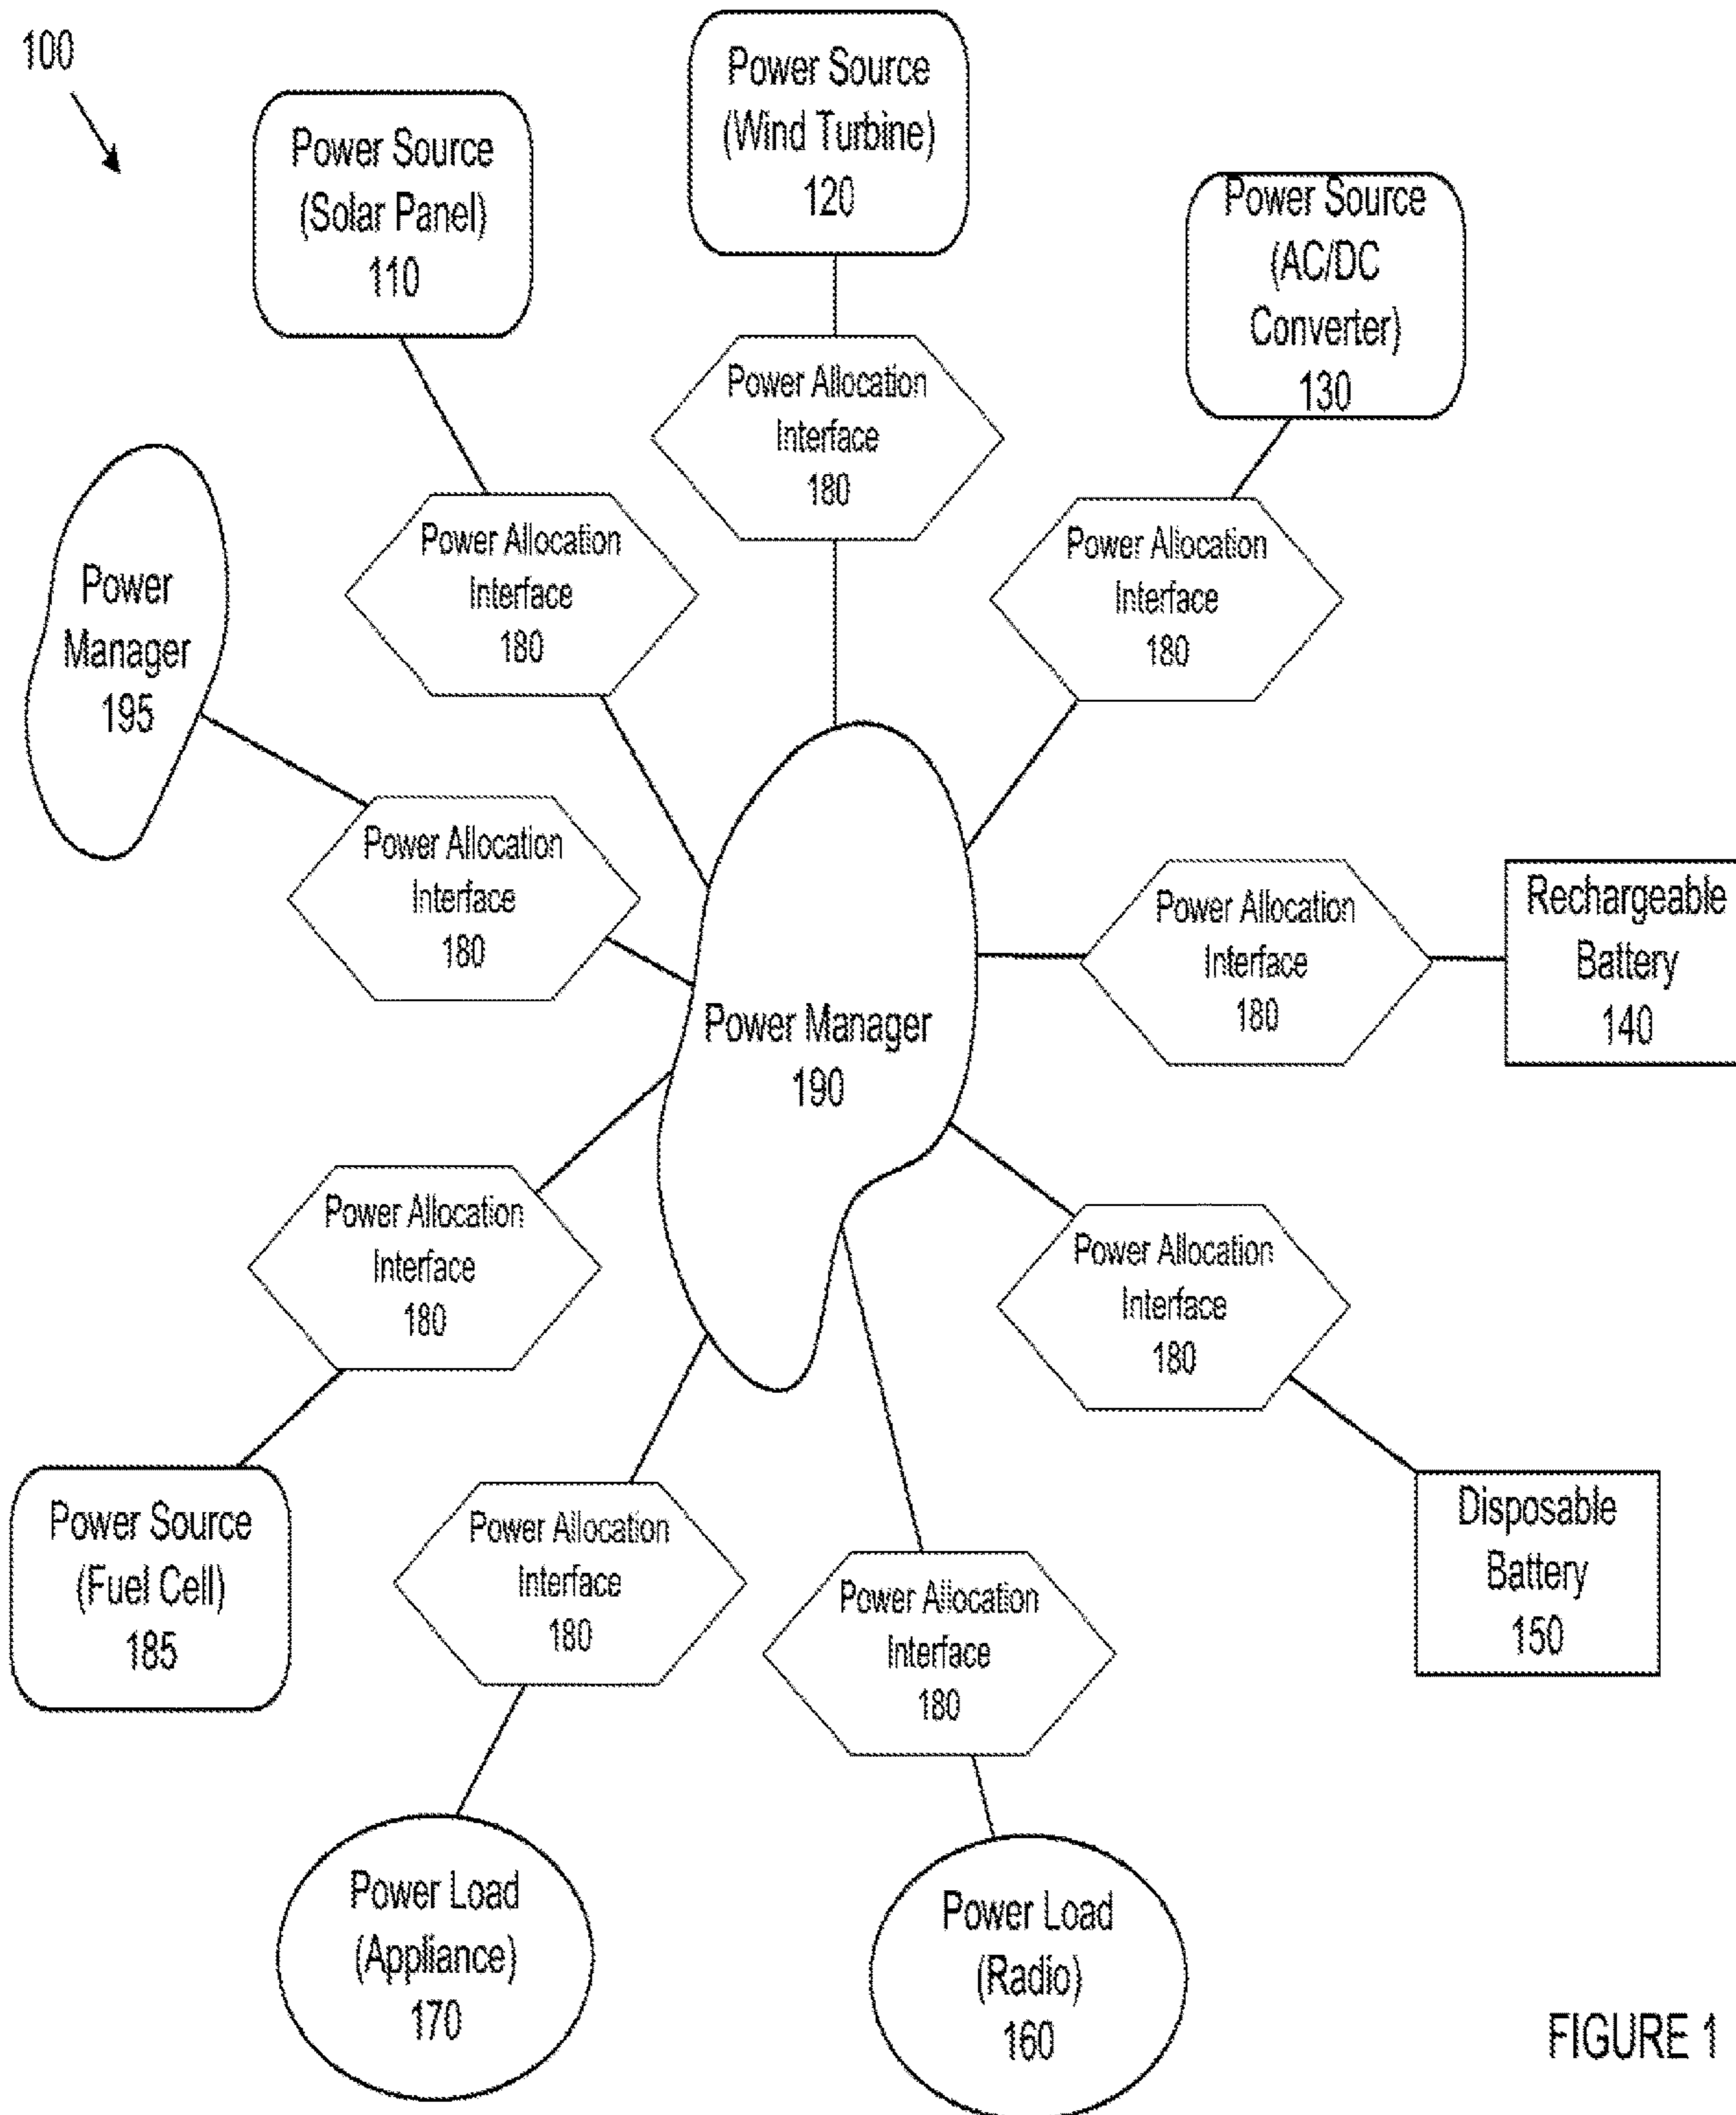 100
Power Source
(Solar Panel)
110
Power Source
(Wind Turbine)
120
Power Source
(AC/DC
Converter)
130
Power Allocation
Interface
180
Power Allocation
Interface
180
Power Allocation
Interface
180
Power
Manager
195
Power Allocation
Interface
180
Power Manager
190
Power Allocation
Interface
180
Rechargeable
Battery
140
Power Allocation
Interface
180
Power Allocation
Interface
180
Disposable
Battery
150
Power Source
(Fuel Cell)
185
Power Allocation
Interface
180
Power Allocation
Interface
180
Power Load
(Appliance)
170
Power Load
(Radio)
160
FIGURE 1